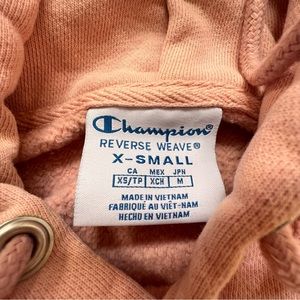 Champion®
REVERSE WEAVE®
X-SMALL
CA MEX JPN
XS/TP XCH M
MADE IN VIETNAM
FABRIQUÉ AU VIÊT-NAM
HECHO EN VIETNAM